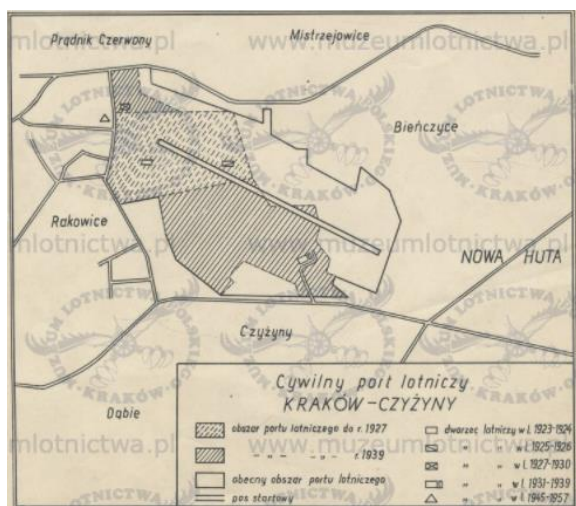 Prądnik Czerwony
www.muzeumlotnictwa.pl
Mistrzejowice
Bieńczyce
Rakowice
NOWA HUTA
Czyżyny
Dąbie
Cywilny port lotniczy
KRAKÓW-CZYŻYNY
obszar portu lotniczego do r. 1927
" " " r. 1939
obecny obszar portu lotniczego
pas startowy
dworzec lotniczy w l. 1923-1924
" " w l. 1925-1926
" " w l. 1927-1930
" " w l. 1931-1939
" " w l. 1945-1957